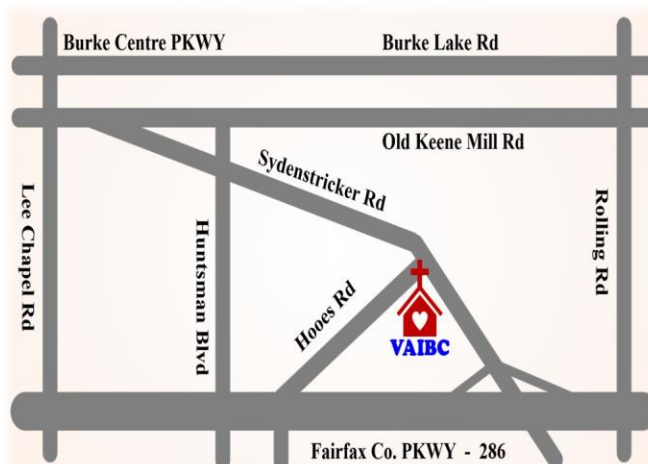 Burke Centre PKWY
Burke Lake Rd
Old Keene Mill Rd
Sydenstricker Rd
Lee Chapel Rd
Huntsman Blvd
Rolling Rd
Hooes Rd
VAIBC
Fairfax Co. PKWY - 286